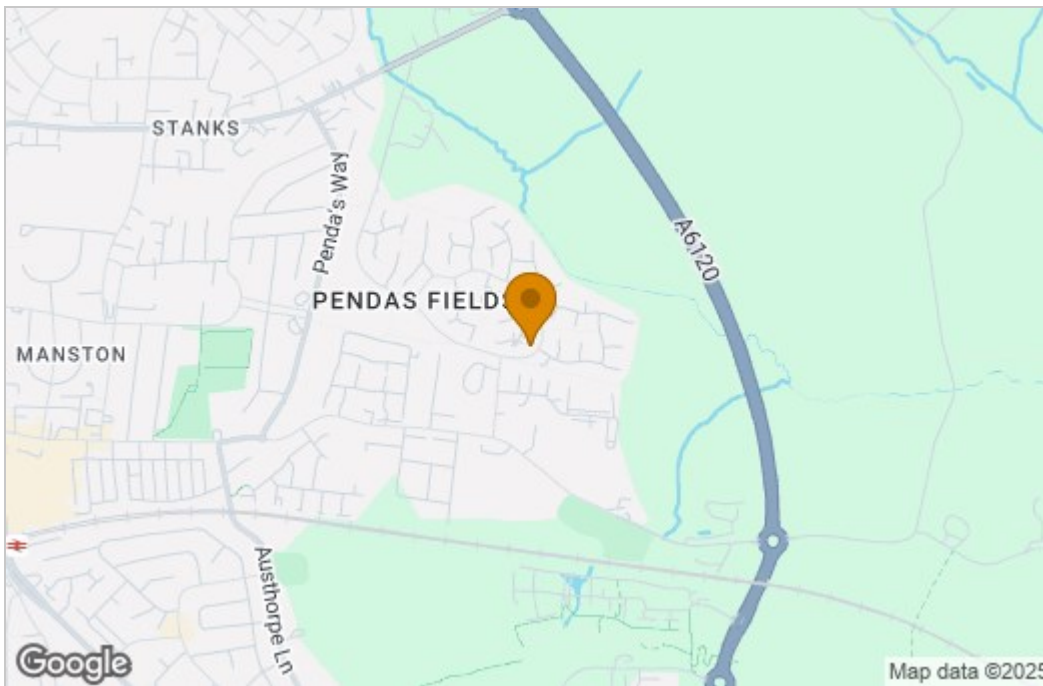 STANKS
Penda's Way
A6120
PENDAS FIELDS
MANSTON
Austhorpe Ln
Google
Map data ©2025